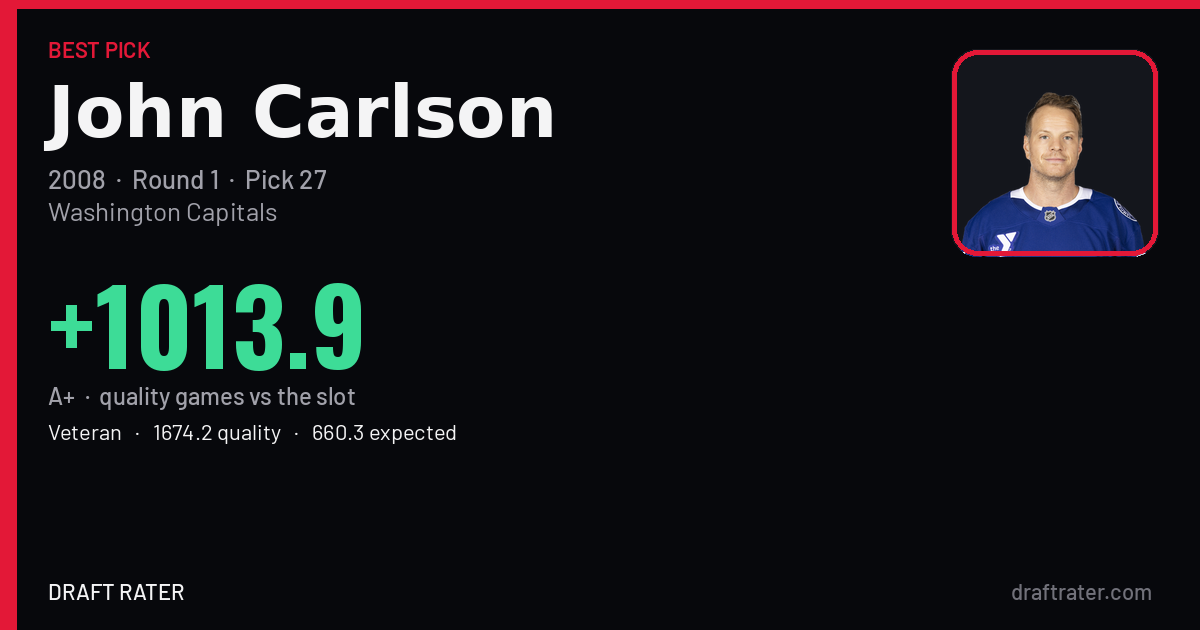 BEST PICK
John Carlson
2008 · Round 1 · Pick 27
Washington Capitals
+1013.9
A+ · quality games vs the slot
Veteran · 1674.2 quality · 660.3 expected
the Y
DRAFT RATER
draftrater.com